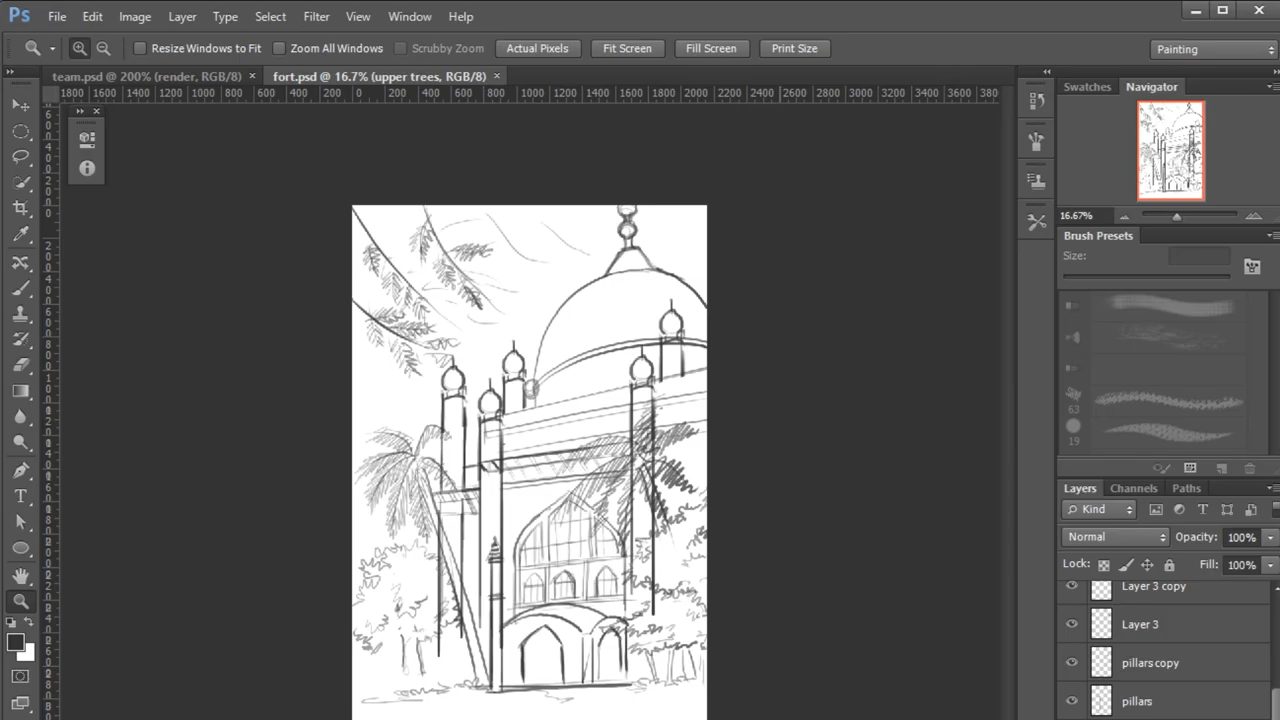 Ps File Edit Image Layer Type Select Filter View Window Help
Resize Windows to Fit Zoom All Windows Scrubby Zoom Actual Pixels Fit Screen Fill Screen Print Size Painting
team.psd @ 200% (render, RGB/8) × fort.psd @ 16.7% (upper trees, RGB/8) ×
1800 1600 1400 1200 1000 800 600 400 200 0 200 400 600 800 1000 1200 1400 1600 1800 2000 2200 2400 2600 2800 3000 3200 3400 3600 380
Swatches Navigator
16.67%
Brush Presets
Size:
63
19
Layers Channels Paths
Kind
Normal Opacity: 100%
Lock: Fill: 100%
Layer 3 copy
Layer 3
pillars copy
pillars
T